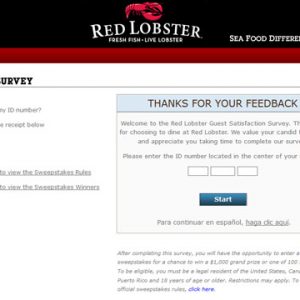 RED LOBSTER
FRESH FISH • LIVE LOBSTER
SEA FOOD DIFFERE
SURVEY
ny ID number?
e receipt below
to view the Sweepstakes Rules
to view the Sweepstakes Winners
THANKS FOR YOUR FEEDBACK
Welcome to the Red Lobster Guest Satisfaction Survey. Th
for choosing to dine at Red Lobster. We value your candid f
and appreciate you taking time to complete our surve
Please enter the ID number located in the center of your
Start
Para continuar en español, haga clic aquí.
After completing this survey, you will have the opportunity to enter a
sweepstakes for a chance to win a $1,000 grand prize or one of 100
To be eligible, you must be a legal resident of the United States, Can
Puerto Rico and 18 years of age or older. Restrictions may apply. To
official sweepstakes rules, click here.